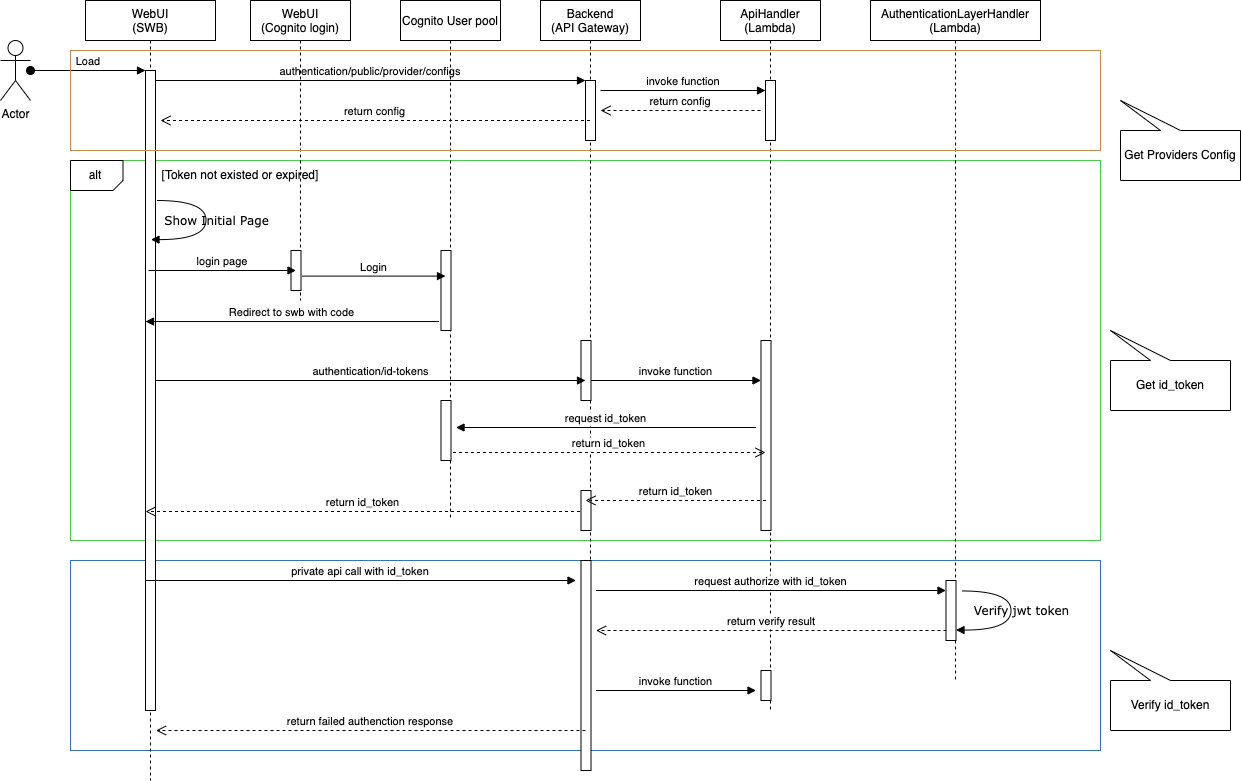 WebUI
(SWB)
WebUI
(Cognito login)
Cognito User pool
Backend
(API Gateway)
ApiHandler
(Lambda)
AuthenticationLayerHandler
(Lambda)
Actor
Load
authentication/public/provider/configs
invoke function
return config
return config
Get Providers Config
alt
[Token not existed or expired]
Show Initial Page
login page
Login
Redirect to swb with code
authentication/id-tokens
invoke function
Get id_token
request id_token
return id_token
return id_token
return id_token
private api call with id_token
request authorize with id_token
Verify jwt token
return verify result
invoke function
Verify id_token
return failed authenction response